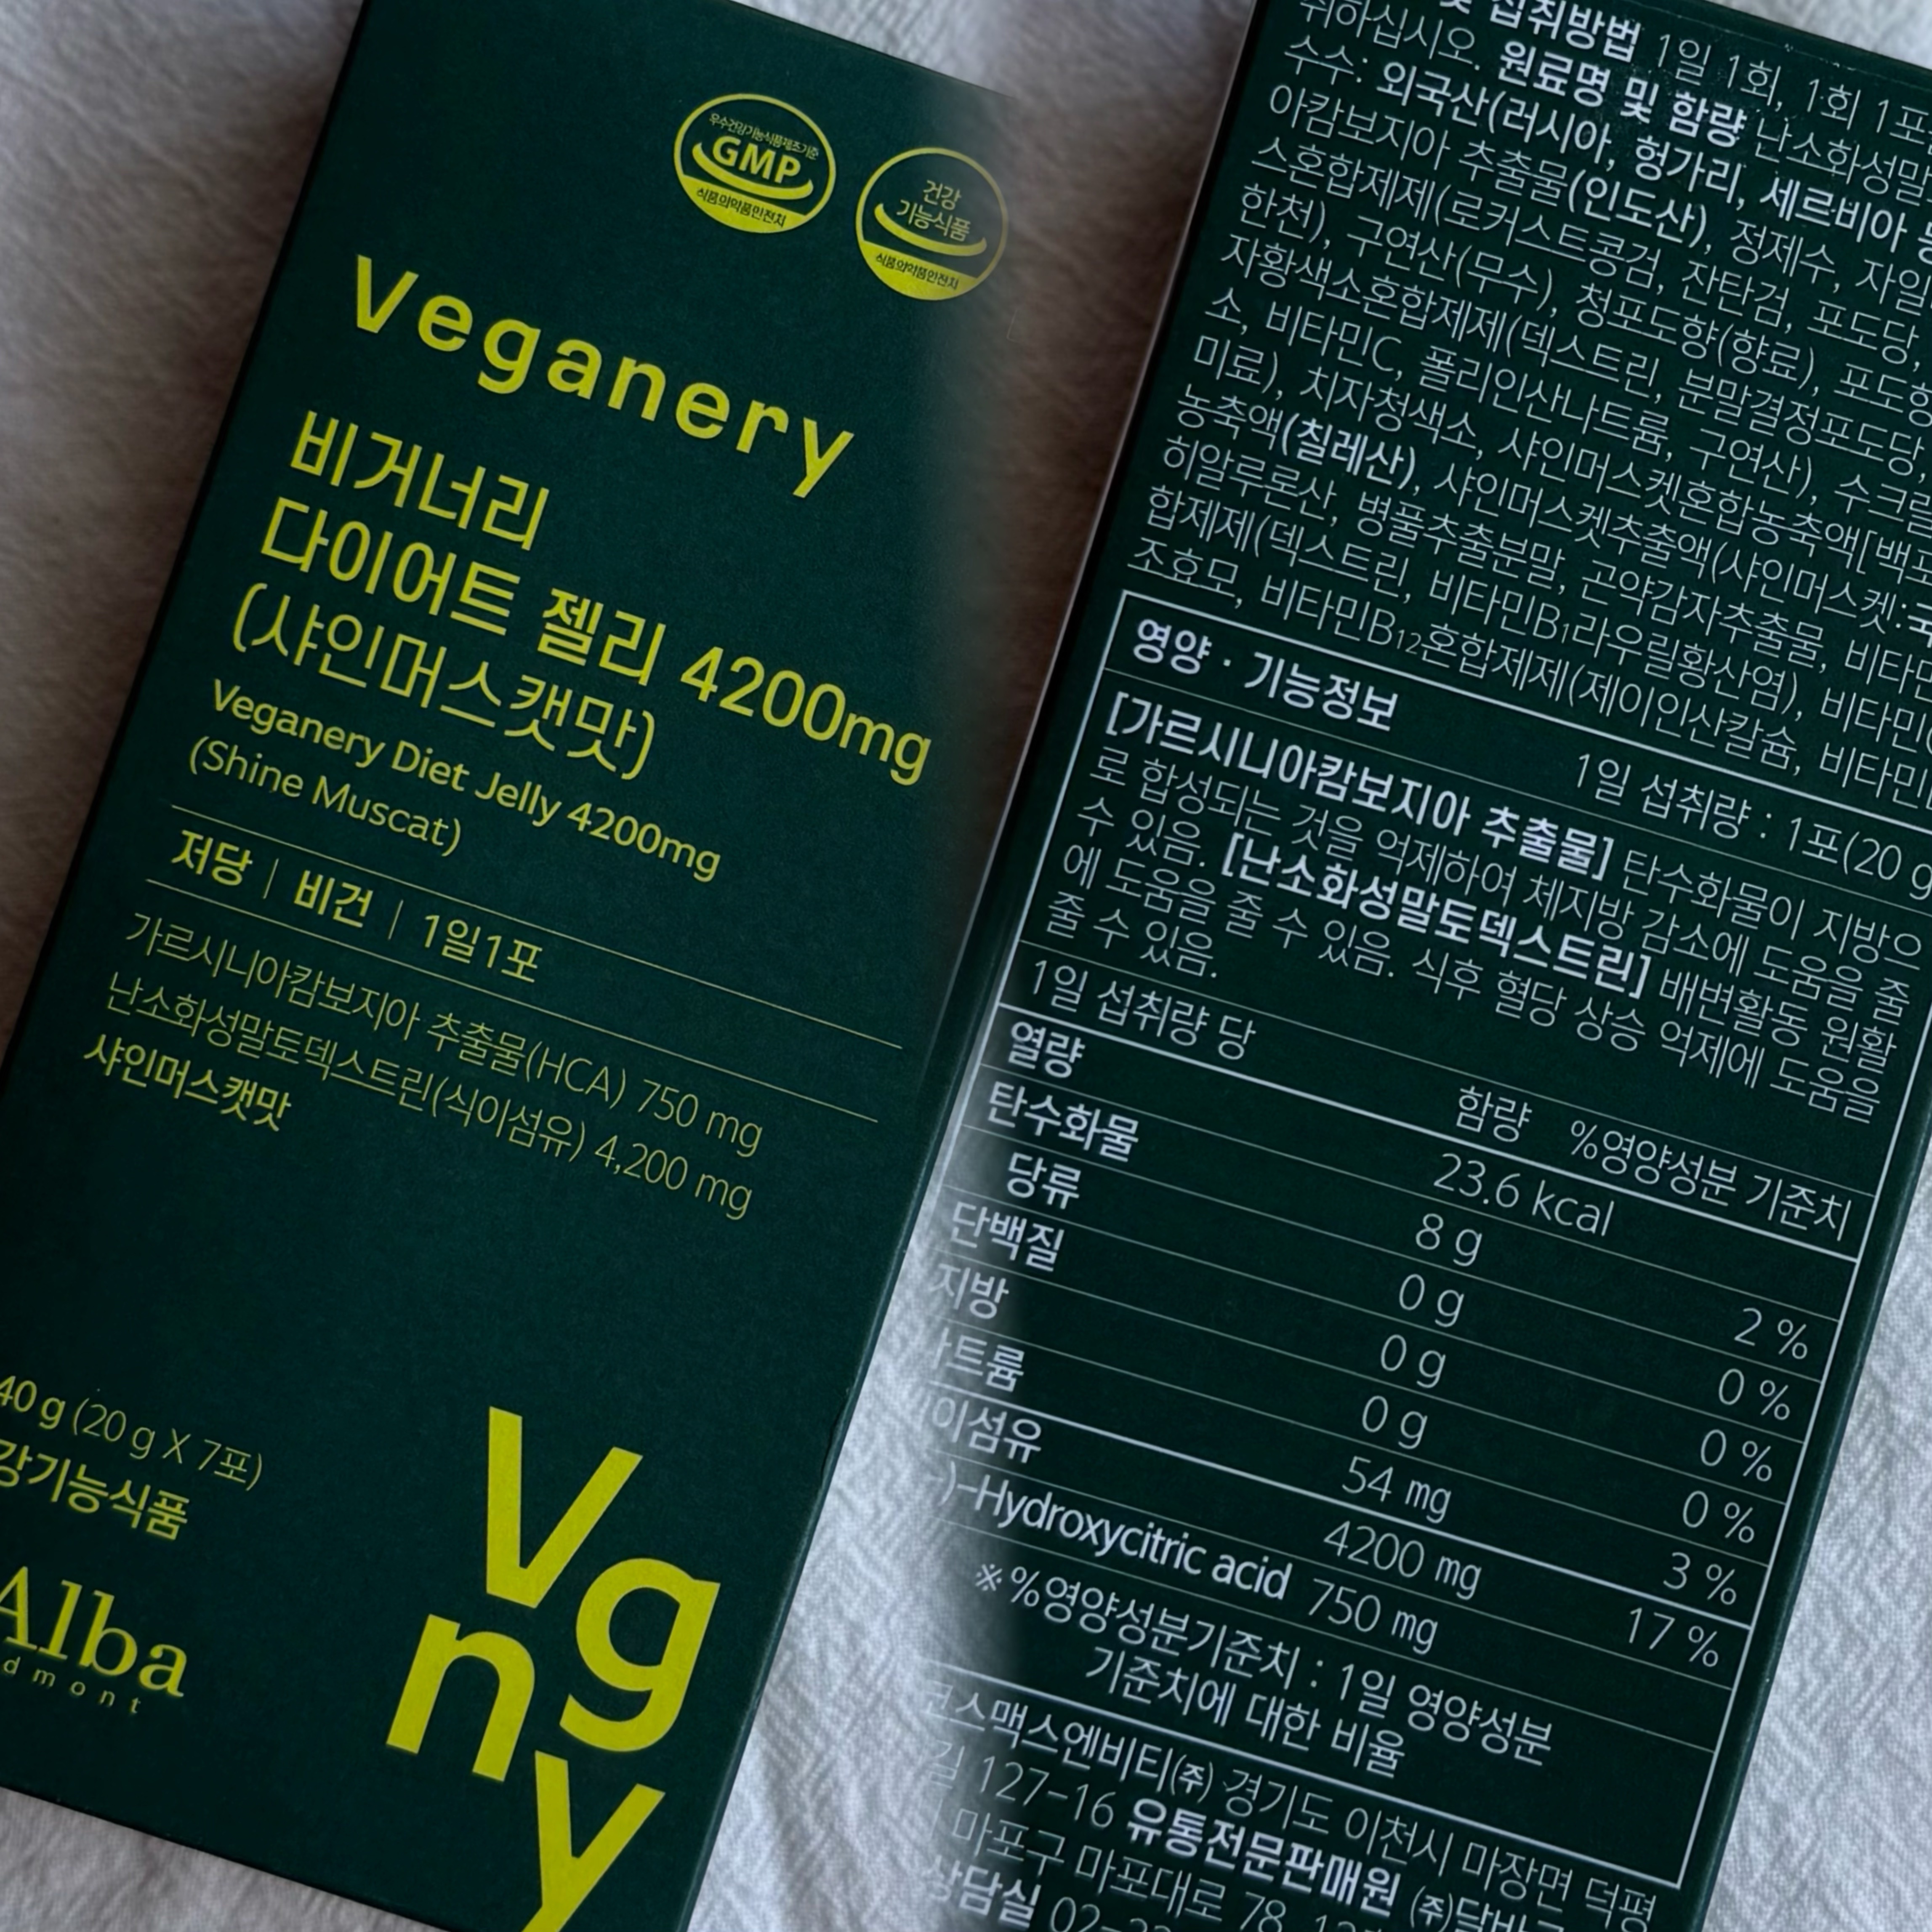 우수건강기능식품제조기준
GMP
식품의약품안전처
건강
기능식품
식품의약품안전처
Veganery
비거너리
다이어트 젤리 4200mg
(샤인머스캣맛)
Veganery Diet Jelly 4200mg
(Shine Muscat)
저당 | 비건 | 1일1포
가르시니아캄보지아 추출물(HCA) 750 mg
난소화성말토덱스트린(식이섬유) 4,200 mg
샤인머스캣맛
40 g (20 g X 7포)
강기능식품
Alba
dmont
Vg
ny
섭취방법 1일 1회, 1회 1포
취하십시오. 원료명 및 함량 난소화성말
수수: 외국산(러시아, 헝가리, 세르비아
아캄보지아 추출물(인도산), 정제수, 자일
스혼합제제(로커스트콩검, 잔탄검, 포도당,
한천), 구연산(무수), 청포도향(향료), 포도향
자황색소혼합제제(덱스트린, 분말결정포도당
소, 비타민C, 폴리인산나트륨, 구연산), 수크랄
미료), 치자청색소, 샤인머스켓혼합농축액[백포
농축액(칠레산), 샤인머스켓추출액(샤인머스켓:국
히알루론산, 병풀추출분말, 곤약감자추출물, 비타민
합제제(덱스트린, 비타민B₁라우릴황산염), 비타민
조효모, 비타민B₁₂혼합제제(제이인산칼슘, 비타민
영양 · 기능정보
1일 섭취량 : 1포(20 g
[가르시니아캄보지아 추출물] 탄수화물이 지방으
로 합성되는 것을 억제하여 체지방 감소에 도움을 줄
수 있음. [난소화성말토덱스트린] 배변활동 원활
에 도움을 줄 수 있음. 식후 혈당 상승 억제에 도움을
줄 수 있음.
1일 섭취량 당 함량 %영양성분 기준치
열량 23.6 kcal
탄수화물 8 g 2 %
당류 0 g 0 %
단백질 0 g 0 %
지방 0 g 0 %
트륨 54 mg 3 %
이섬유 4200 mg 17 %
)-Hydroxycitric acid 750 mg
※%영양성분기준치 : 1일 영양성분
기준치에 대한 비율
코스맥스엔비티(주) 경기도 이천시 마장면 덕평
길 127-16 유통전문판매원 (주)달바
마포구 마포대로 78,
상담실 02-